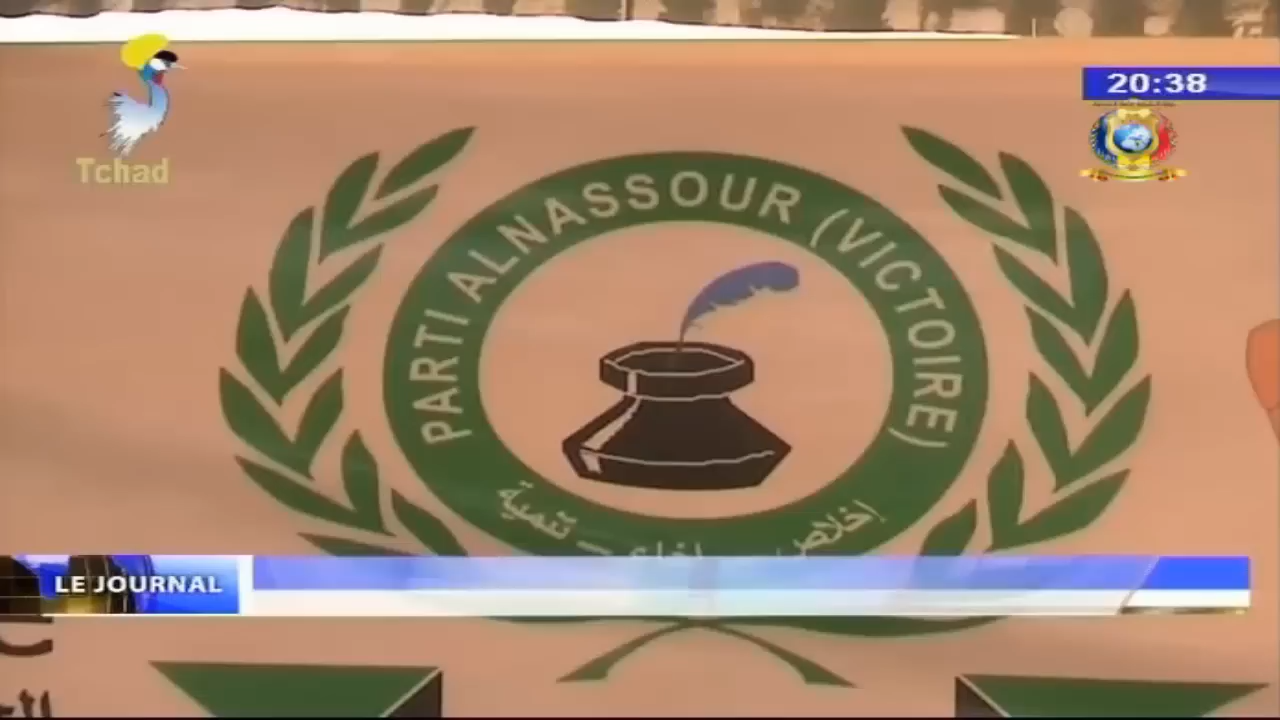 20:38
Tchad
PARTI ALNASSOUR (VICTOIRE)
إخلاص — إخاء — تنمية
LE JOURNAL